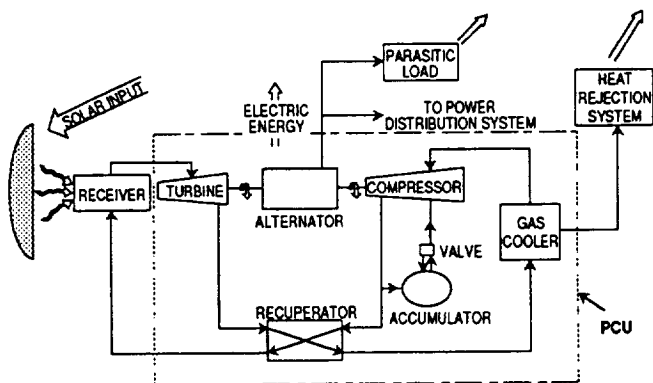 PARASITIC
LOAD
HEAT
REJECTION
SYSTEM
SOLAR INPUT
ELECTRIC
ENERGY
TO POWER
DISTRIBUTION SYSTEM
RECEIVER
TURBINE
ALTERNATOR
COMPRESSOR
GAS
COOLER
VALVE
ACCUMULATOR
RECUPERATOR
PCU